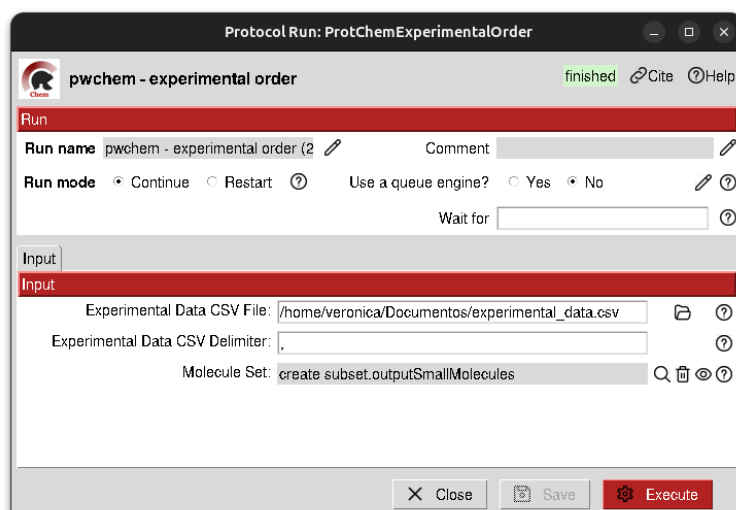 Protocol Run: ProtChemExperimentalOrder
Chem
pwchem - experimental order
finished Cite Help
Run
Run name pwchem - experimental order (2 Comment
Run mode Continue Restart Use a queue engine? Yes No
Wait for
Input
Input
Experimental Data CSV File: /home/veronica/Documentos/experimental_data.csv
Experimental Data CSV Delimiter: ,
Molecule Set: create subset.outputSmallMolecules
Close Save Execute